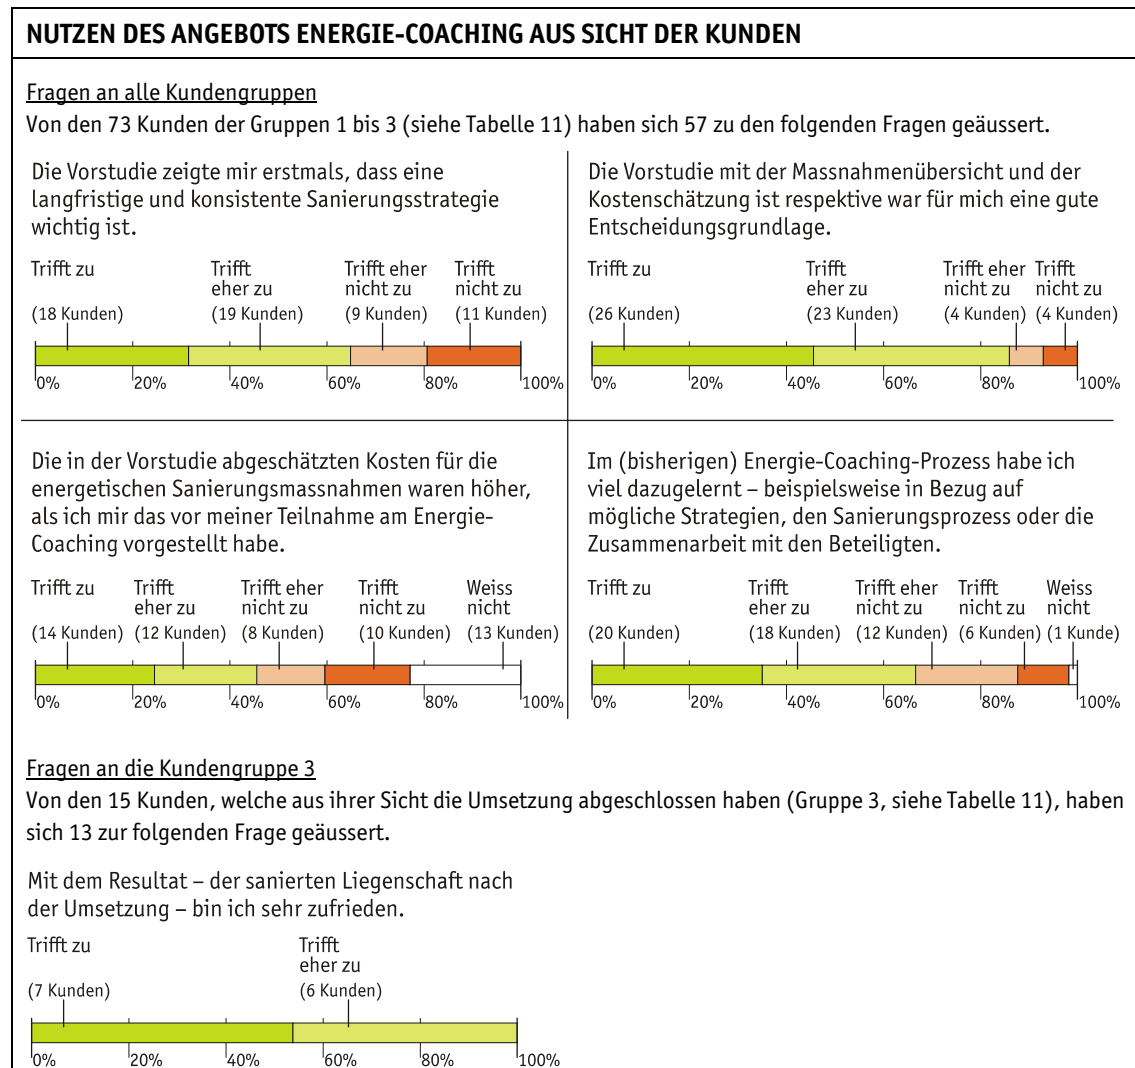 NUTZEN DES ANGEBOTS ENERGIE-COACHING AUS SICHT DER KUNDEN
Fragen an alle Kundengruppen
Von den 73 Kunden der Gruppen 1 bis 3 (siehe Tabelle 11) haben sich 57 zu den folgenden Fragen geäussert.
Die Vorstudie zeigte mir erstmals, dass eine
langfristige und konsistente Sanierungsstrategie
wichtig ist.
Trifft zu Trifft Trifft eher Trifft
eher zu nicht zu nicht zu
(18 Kunden) (19 Kunden) (9 Kunden) (11 Kunden)
0% 20% 40% 60% 80% 100%
Die Vorstudie mit der Massnahmenübersicht und der
Kostenschätzung ist respektive war für mich eine gute
Entscheidungsgrundlage.
Trifft zu Trifft Trifft eher Trifft
eher zu nicht zu nicht zu
(26 Kunden) (23 Kunden) (4 Kunden) (4 Kunden)
0% 20% 40% 60% 80% 100%
Die in der Vorstudie abgeschätzten Kosten für die
energetischen Sanierungsmassnahmen waren höher,
als ich mir das vor meiner Teilnahme am Energie-
Coaching vorgestellt habe.
Trifft zu Trifft Trifft eher Trifft Weiss
eher zu nicht zu nicht zu nicht
(14 Kunden) (12 Kunden) (8 Kunden) (10 Kunden) (13 Kunden)
0% 20% 40% 60% 80% 100%
Im (bisherigen) Energie-Coaching-Prozess habe ich
viel dazugelernt – beispielsweise in Bezug auf
mögliche Strategien, den Sanierungsprozess oder die
Zusammenarbeit mit den Beteiligten.
Trifft zu Trifft Trifft eher Trifft Weiss
eher zu nicht zu nicht zu nicht
(20 Kunden) (18 Kunden) (12 Kunden) (6 Kunden) (1 Kunde)
0% 20% 40% 60% 80% 100%
Fragen an die Kundengruppe 3
Von den 15 Kunden, welche aus ihrer Sicht die Umsetzung abgeschlossen haben (Gruppe 3, siehe Tabelle 11), haben
sich 13 zur folgenden Frage geäussert.
Mit dem Resultat – der sanierten Liegenschaft nach
der Umsetzung – bin ich sehr zufrieden.
Trifft zu Trifft
eher zu
(7 Kunden) (6 Kunden)
0% 20% 40% 60% 80% 100%